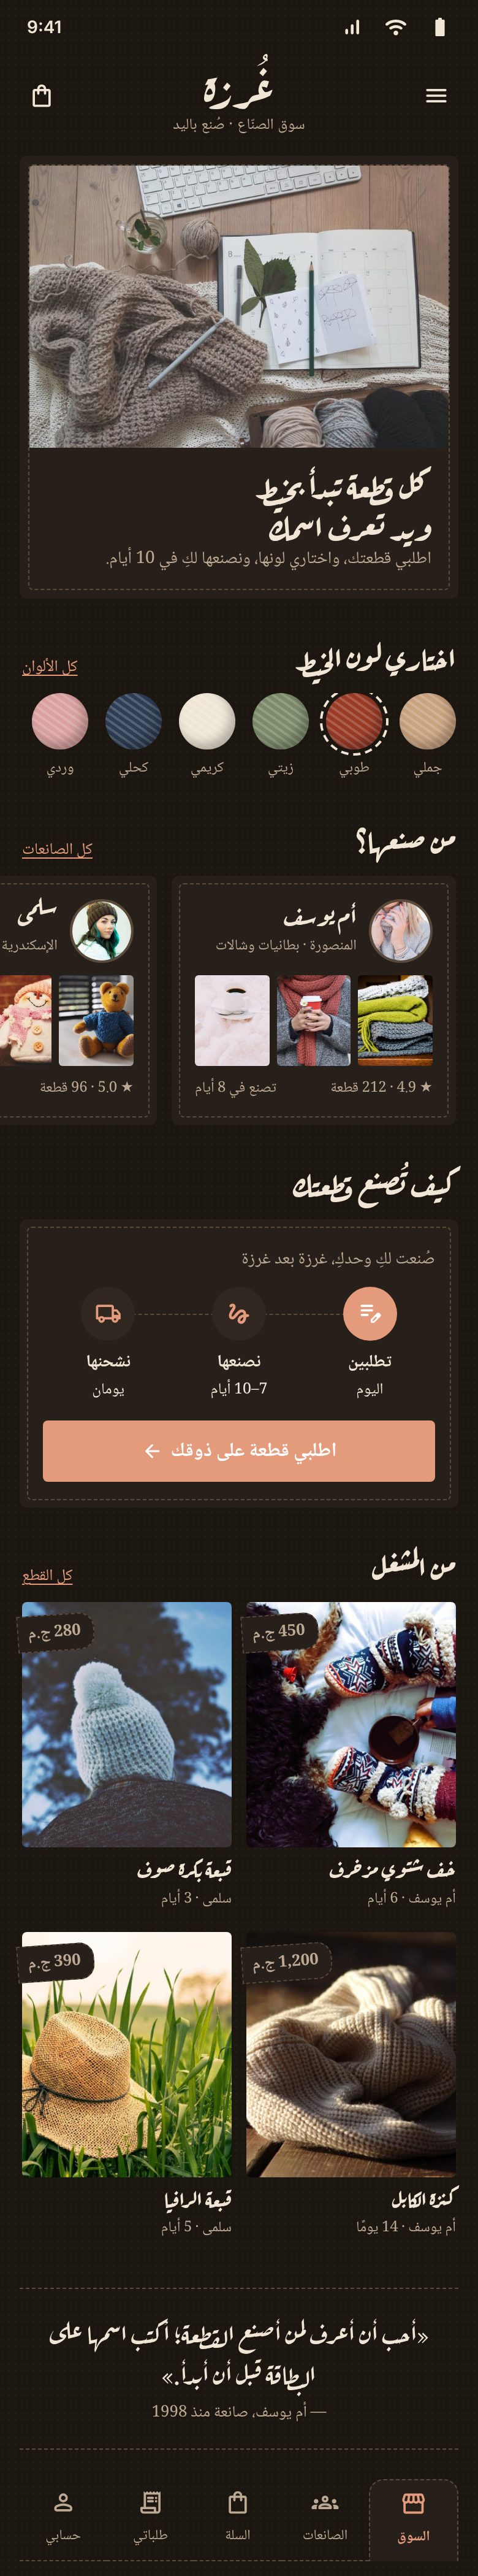 9:41
غُرزة
سوق الصنّاع · صُنع باليد
كل قطعة تبدأ بخيط
ويد تعرف اسمك
اطلبي قطعتك، واختاري لونها، ونصنعها لكِ في 10 أيام.
اختاري لون الخيط
كل الألوان
جملي
طوبي
زيتي
كريمي
كحلي
وردي
من صنعها؟
كل الصانعات
أم يوسف
المنصورة · بطانيات وشالات
★ 4.9 · 212 قطعة
تصنع في 8 أيام
سلمى
الإسكندرية
★ 5.0 · 96 قطعة
كيف تُصنع قطعتك
صُنعت لكِ وحدكِ، غرزة بعد غرزة
تطلبين
اليوم
نصنعها
7–10 أيام
نشحنها
يومان
اطلبي قطعة على ذوقك ←
من المشغل
كل القطع
450 ج.م
خف شتوي مزخرف
أم يوسف · 6 أيام
280 ج.م
قبعة بكرة صوف
سلمى · 3 أيام
1,200 ج.م
كنزة الكابل
أم يوسف · 14 يومًا
390 ج.م
قبعة الرافيا
سلمى · 5 أيام
«أحب أن أعرف لمن أصنع القطعة؛ أكتب اسمها على
البطاقة قبل أن أبدأ.»
— أم يوسف، صانعة منذ 1998
السوق
الصانعات
السلة
طلباتي
حسابي